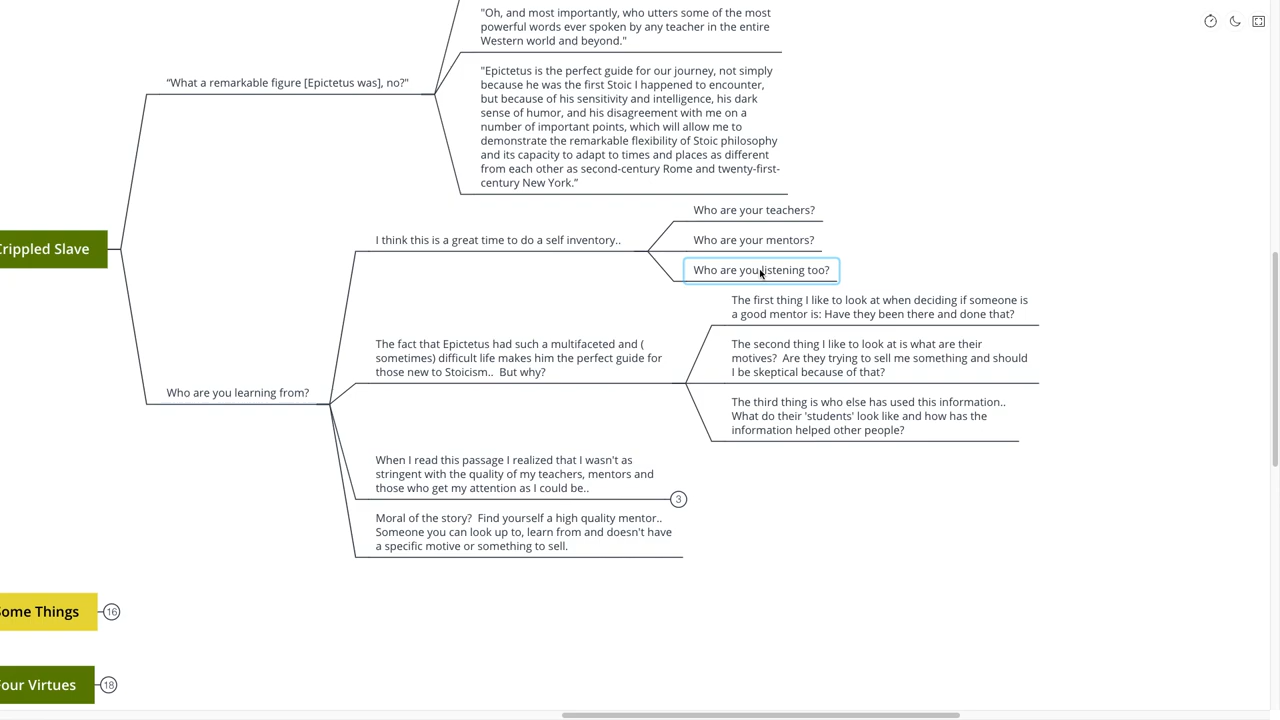 "Oh, and most importantly, who utters some of the most
powerful words ever spoken by any teacher in the entire
Western world and beyond."
"What a remarkable figure [Epictetus was], no?"
"Epictetus is the perfect guide for our journey, not simply
because he was the first Stoic I happened to encounter,
but because of his sensitivity and intelligence, his dark
sense of humor, and his disagreement with me on a
number of important points, which will allow me to
demonstrate the remarkable flexibility of Stoic philosophy
and its capacity to adapt to times and places as different
from each other as second-century Rome and twenty-first-
century New York."
Crippled Slave
I think this is a great time to do a self inventory..
Who are your teachers?
Who are your mentors?
Who are you listening too?
Who are you learning from?
The fact that Epictetus had such a multifaceted and (
sometimes) difficult life makes him the perfect guide for
those new to Stoicism..  But why?
The first thing I like to look at when deciding if someone is
a good mentor is: Have they been there and done that?
The second thing I like to look at is what are their
motives?  Are they trying to sell me something and should
I be skeptical because of that?
The third thing is who else has used this information..
What do their 'students' look like and how has the
information helped other people?
When I read this passage I realized that I wasn't as
stringent with the quality of my teachers, mentors and
those who get my attention as I could be..
3
Moral of the story?  Find yourself a high quality mentor..
Someone you can look up to, learn from and doesn't have
a specific motive or something to sell.
Some Things
16
Four Virtues
18